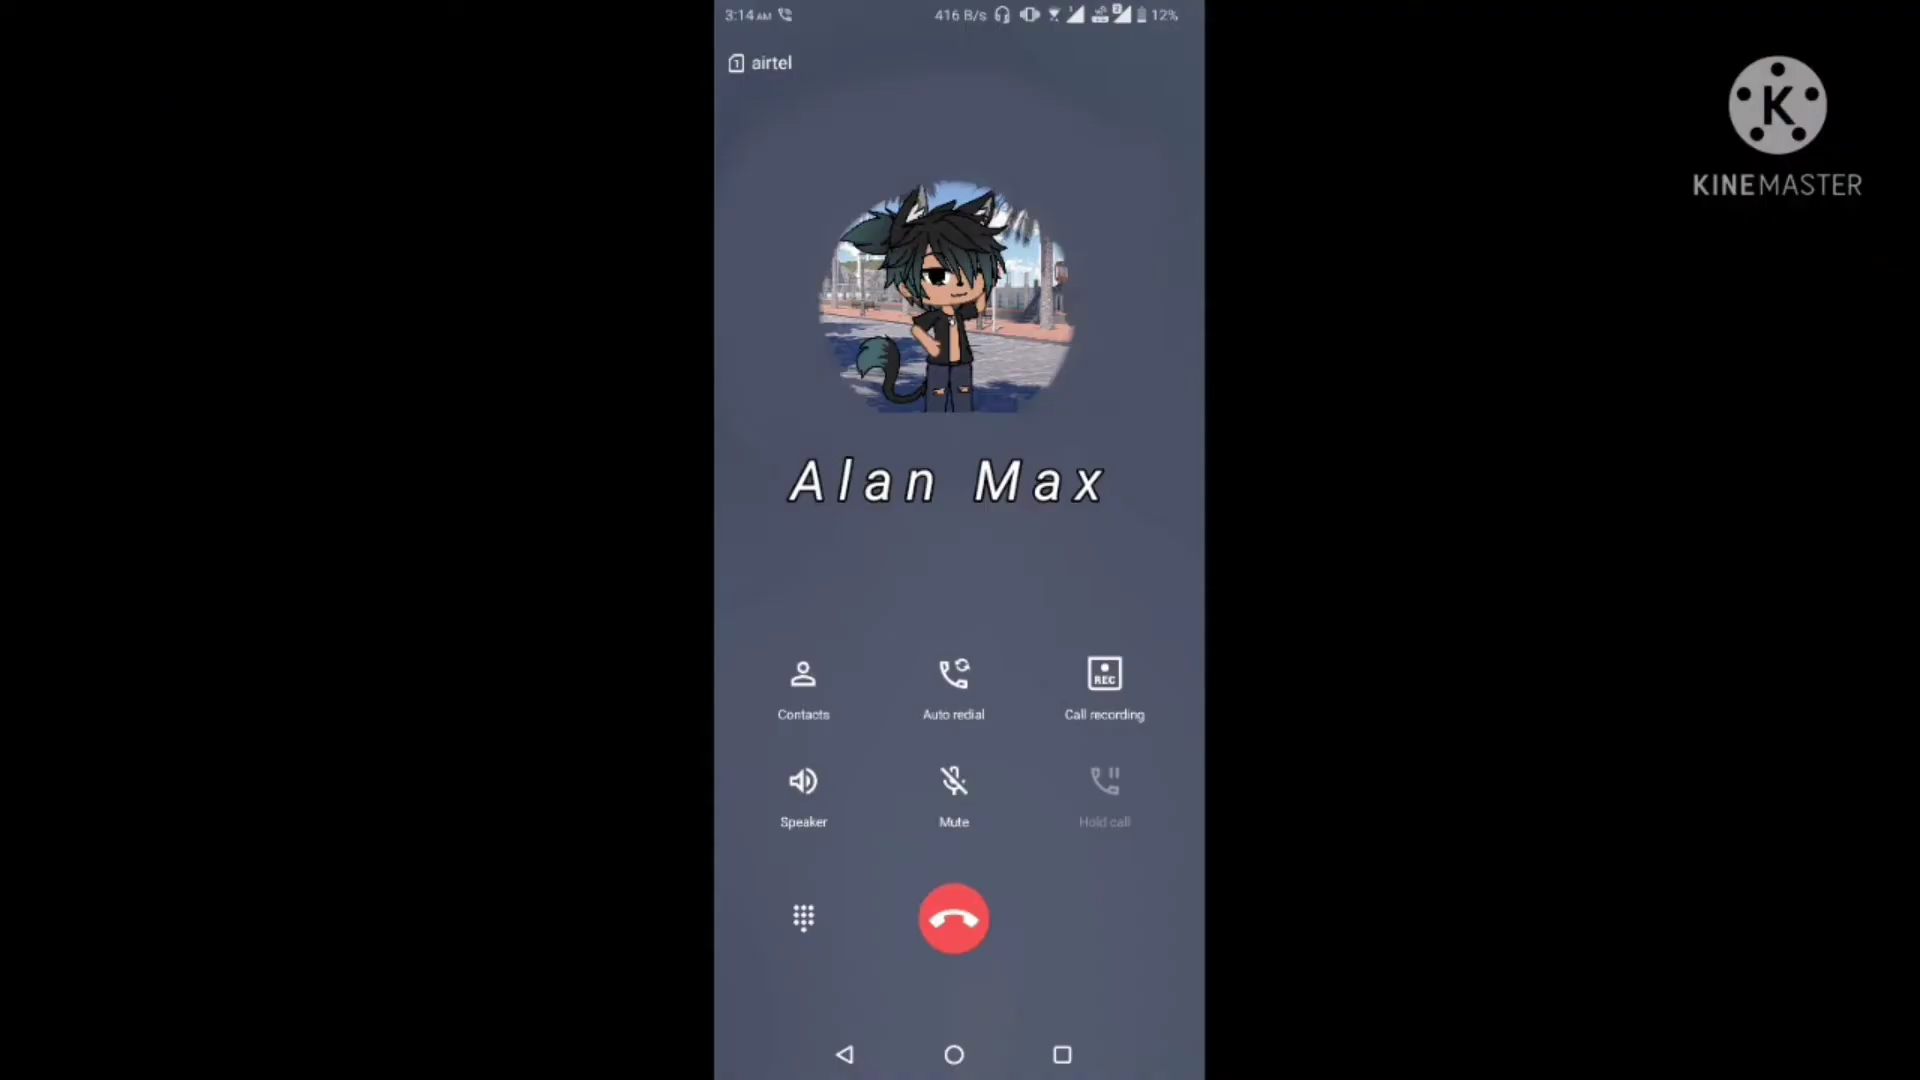 3:14 AM 416 B/s 12%
1 airtel
K
KINEMASTER
Alan Max
REC
Contacts Auto redial Call recording
Speaker Mute Hold call